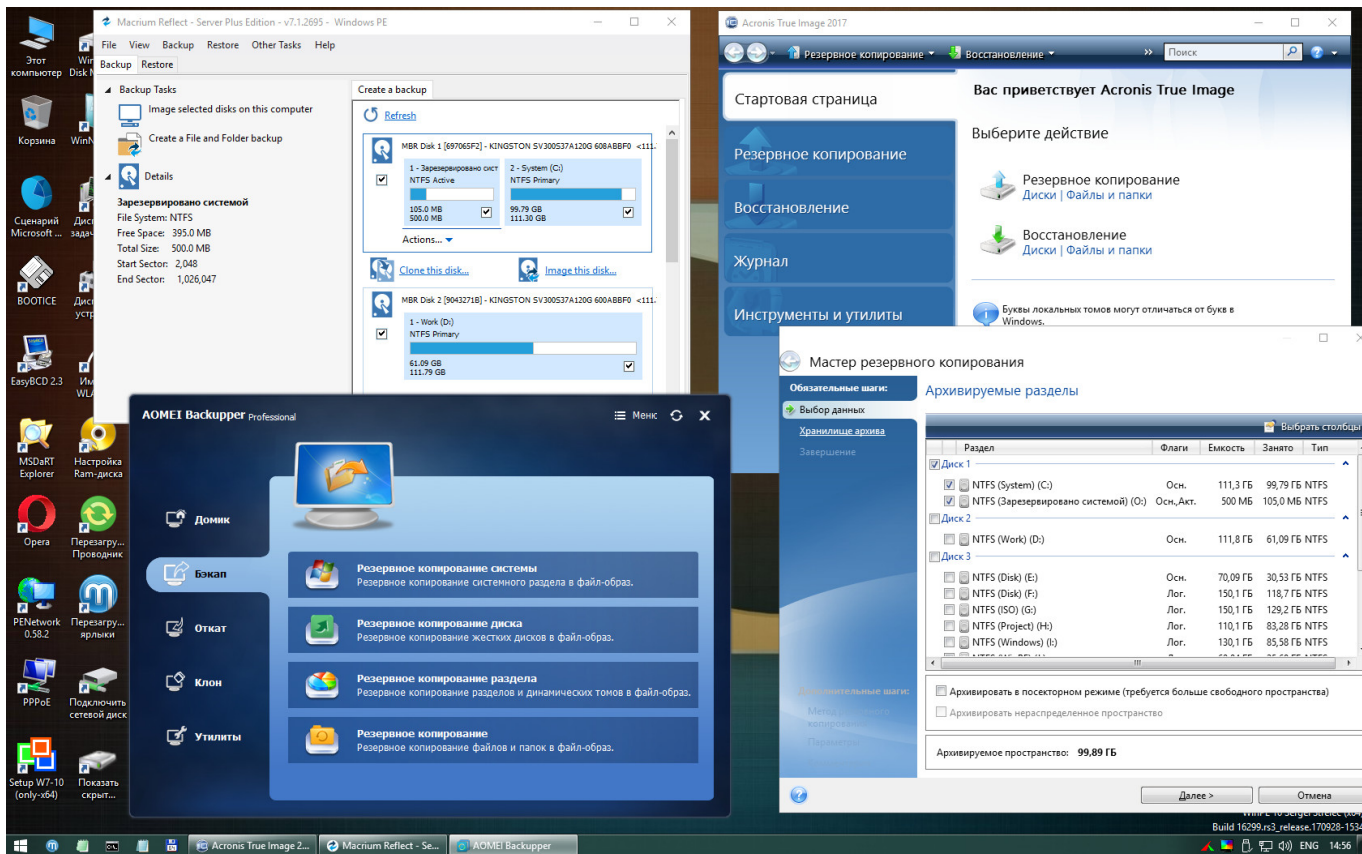 Этот
компьютер
Корзина
Сценарий
Microsoft ...
BOOTICE
EasyBCD 2.3
MSDaRT
Explorer
Настройка
Ram-диска
Opera
Перезагру...
Проводник
PENetwork
0.58.2
Перезагру...
ярлыки
PPPoE
Подключить
сетевой диск
Setup W7-10
(only-x64)
Показать
скрыт...
Macrium Reflect - Server Plus Edition - v7.1.2695 - Windows PE
File View Backup Restore Other Tasks Help
Backup Restore
Backup Tasks
Image selected disks on this computer
Create a File and Folder backup
Details
Зарезервировано системой
File System: NTFS
Free Space: 395.0 MB
Total Size: 500.0 MB
Start Sector: 2,048
End Sector: 1,026,047
Create a backup
Refresh
MBR Disk 1 [697065F2] - KINGSTON SV300S37A120G 608ABBF0 <111.
1 - Зарезервировано сист
NTFS Active
105.0 MB
500.0 MB
2 - System (C:)
NTFS Primary
99.79 GB
111.30 GB
Actions...
Clone this disk...
Image this disk...
MBR Disk 2 [9043271B] - KINGSTON SV300S37A120G 600ABBF0 <111.
1 - Work (D:)
NTFS Primary
61.09 GB
111.79 GB
Acronis True Image 2017
Резервное копирование Восстановление » Поиск
Стартовая страница
Резервное копирование
Восстановление
Журнал
Инструменты и утилиты
Вас приветствует Acronis True Image
Выберите действие
Резервное копирование
Диски | Файлы и папки
Восстановление
Диски | Файлы и папки
Буквы локальных томов могут отличаться от букв в
Windows.
AOMEI Backupper Professional
Меню
Домик
Бэкап
Откат
Клон
Утилиты
Резервное копирование системы
Резервное копирование системного раздела в файл-образ.
Резервное копирование диска
Резервное копирование жестких дисков в файл-образ.
Резервное копирование раздела
Резервное копирование разделов и динамических томов в файл-образ.
Резервное копирование
Резервное копирование файлов и папок в файл-образ.
Мастер резервного копирования
Обязательные шаги:
Выбор данных
Хранилище архива
Завершение
Архивируемые разделы
Выбрать столбцы
Раздел Флаги Емкость Занято Тип
Диск 1
NTFS (System) (C:) Осн. 111,3 ГБ 99,79 ГБ NTFS
NTFS (Зарезервировано системой) (O:) Осн.,Акт. 500 МБ 105,0 МБ NTFS
Диск 2
NTFS (Work) (D:) Осн. 111,8 ГБ 61,09 ГБ NTFS
Диск 3
NTFS (Disk) (E:) Осн. 70,09 ГБ 30,53 ГБ NTFS
NTFS (Disk) (F:) Лог. 150,1 ГБ 118,7 ГБ NTFS
NTFS (ISO) (G:) Лог. 150,1 ГБ 129,2 ГБ NTFS
NTFS (Project) (H:) Лог. 110,1 ГБ 83,28 ГБ NTFS
NTFS (Windows) (I:) Лог. 130,1 ГБ 85,58 ГБ NTFS
Архивировать в посекторном режиме (требуется больше свободного пространства)
Архивировать нераспределенное пространство
Архивируемое пространство: 99,89 ГБ
Далее > Отмена
Build 16299.rs3_release.170928-1534
Acronis True Image 2... Macrium Reflect - Se... AOMEI Backupper
ENG 14:56